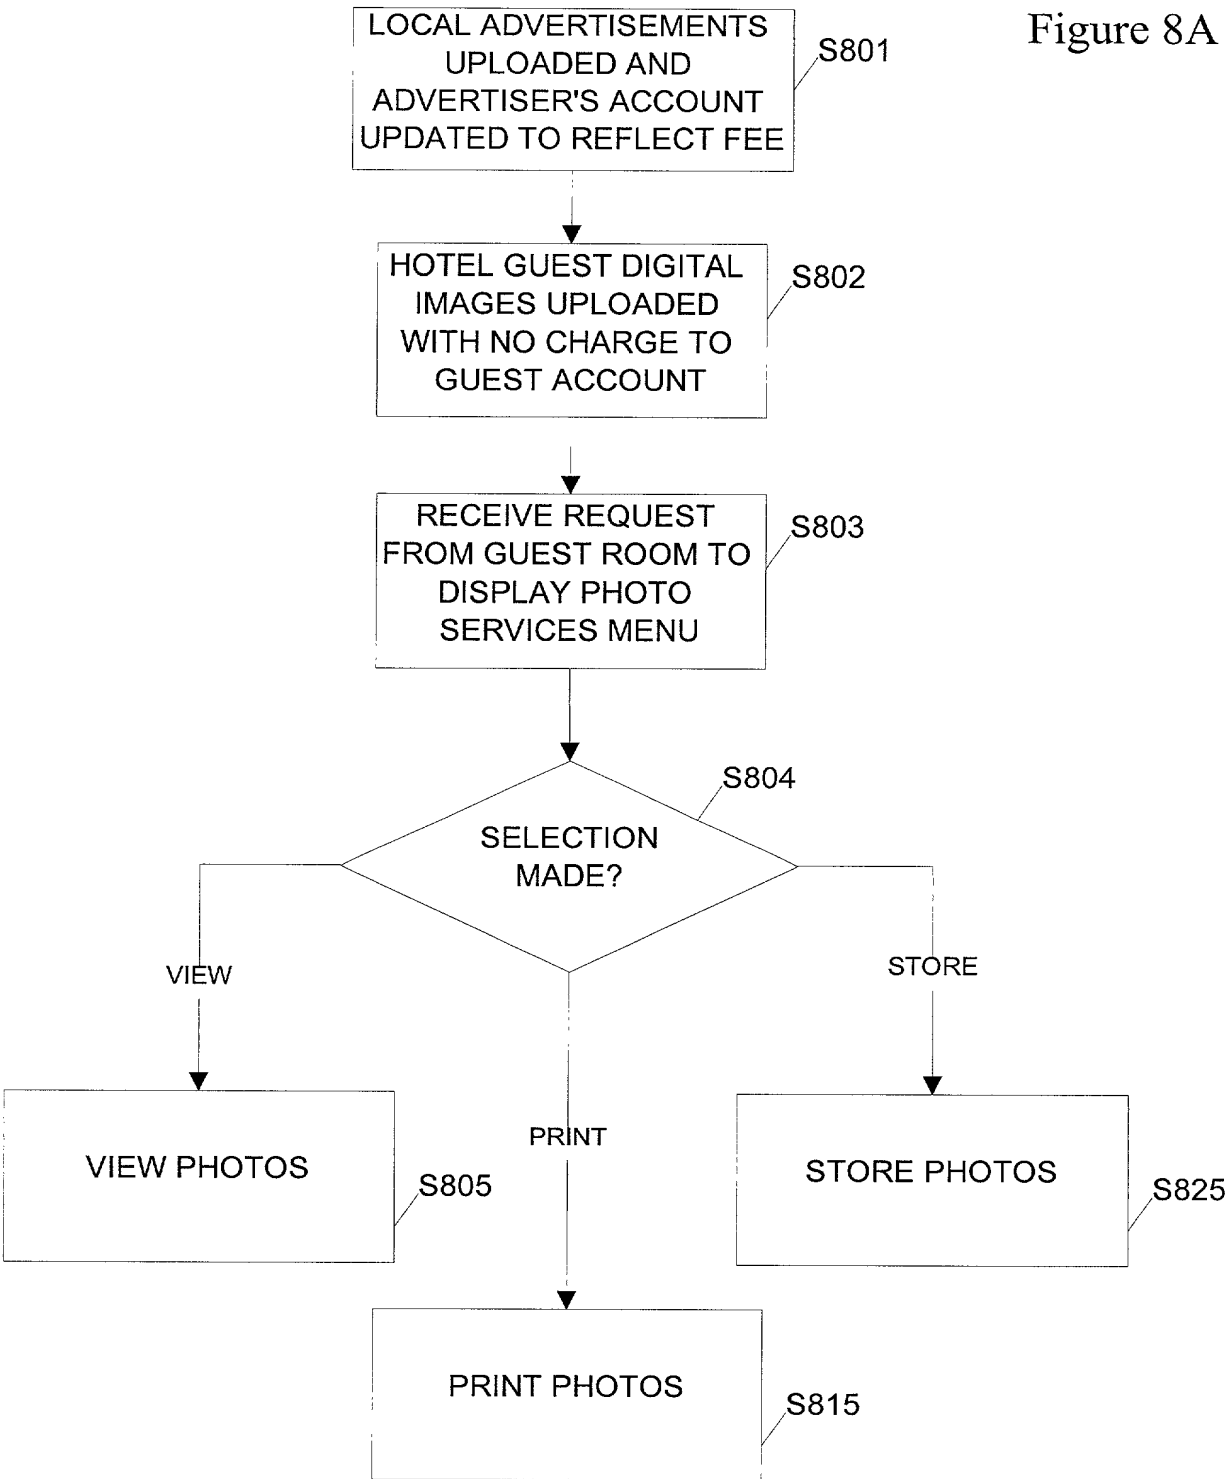 Figure 8A
LOCAL ADVERTISEMENTS
UPLOADED AND
ADVERTISER'S ACCOUNT
UPDATED TO REFLECT FEE
S801
HOTEL GUEST DIGITAL
IMAGES UPLOADED
WITH NO CHARGE TO
GUEST ACCOUNT
S802
RECEIVE REQUEST
FROM GUEST ROOM TO
DISPLAY PHOTO
SERVICES MENU
S803
SELECTION
MADE?
S804
VIEW
STORE
PRINT
VIEW PHOTOS
S805
STORE PHOTOS
S825
PRINT PHOTOS
S815